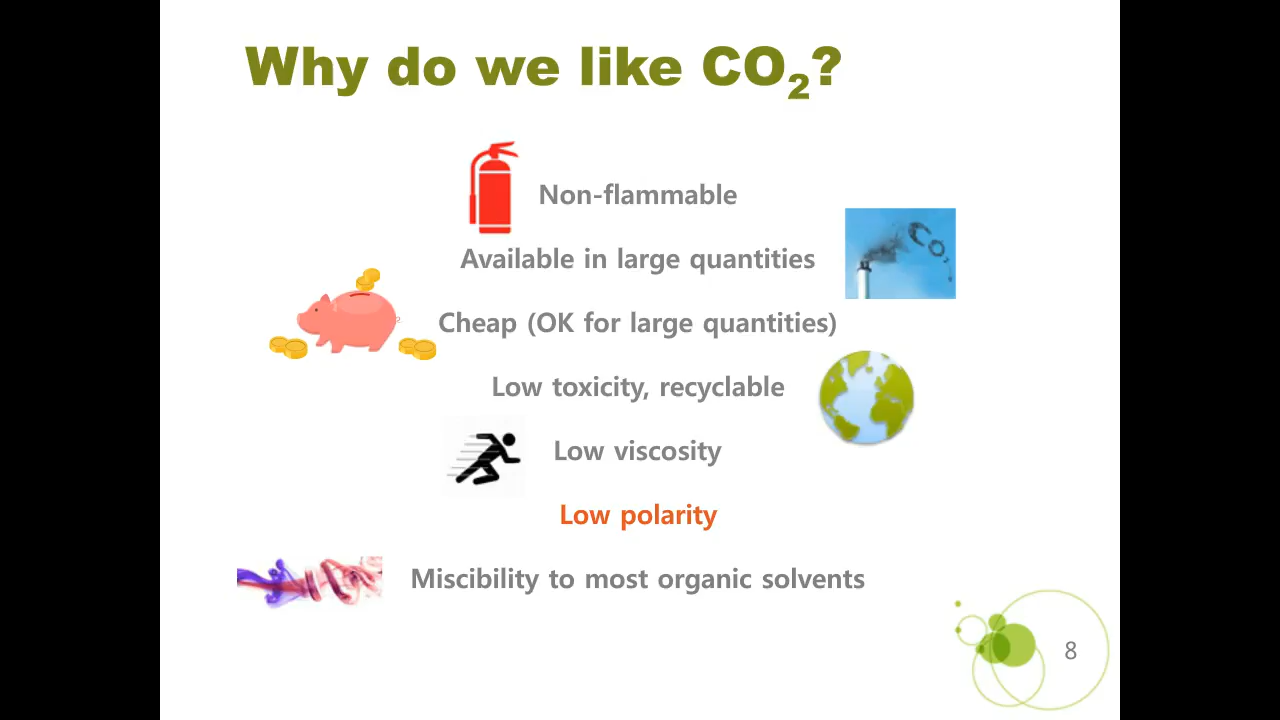 Why do we like CO₂?
Non-flammable
CO₂
Available in large quantities
Cheap (OK for large quantities)
Low toxicity, recyclable
Low viscosity
Low polarity
Miscibility to most organic solvents
8